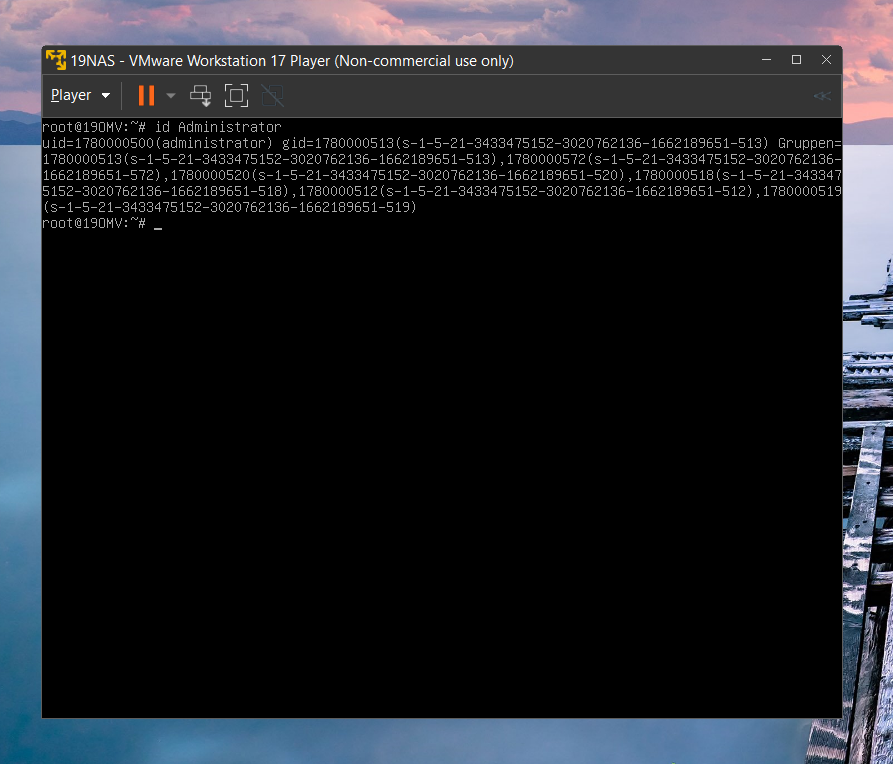 19NAS - VMware Workstation 17 Player (Non-commercial use only)
Player
root@19OMV:~# id Administrator
uid=1780000500(administrator) gid=1780000513(s-1-5-21-3433475152-3020762136-1662189651-513) Gruppen=
1780000513(s-1-5-21-3433475152-3020762136-1662189651-513),1780000572(s-1-5-21-3433475152-3020762136-
1662189651-572),1780000520(s-1-5-21-3433475152-3020762136-1662189651-520),1780000518(s-1-5-21-343347
5152-3020762136-1662189651-518),1780000512(s-1-5-21-3433475152-3020762136-1662189651-512),1780000519
(s-1-5-21-3433475152-3020762136-1662189651-519)
root@19OMV:~# _